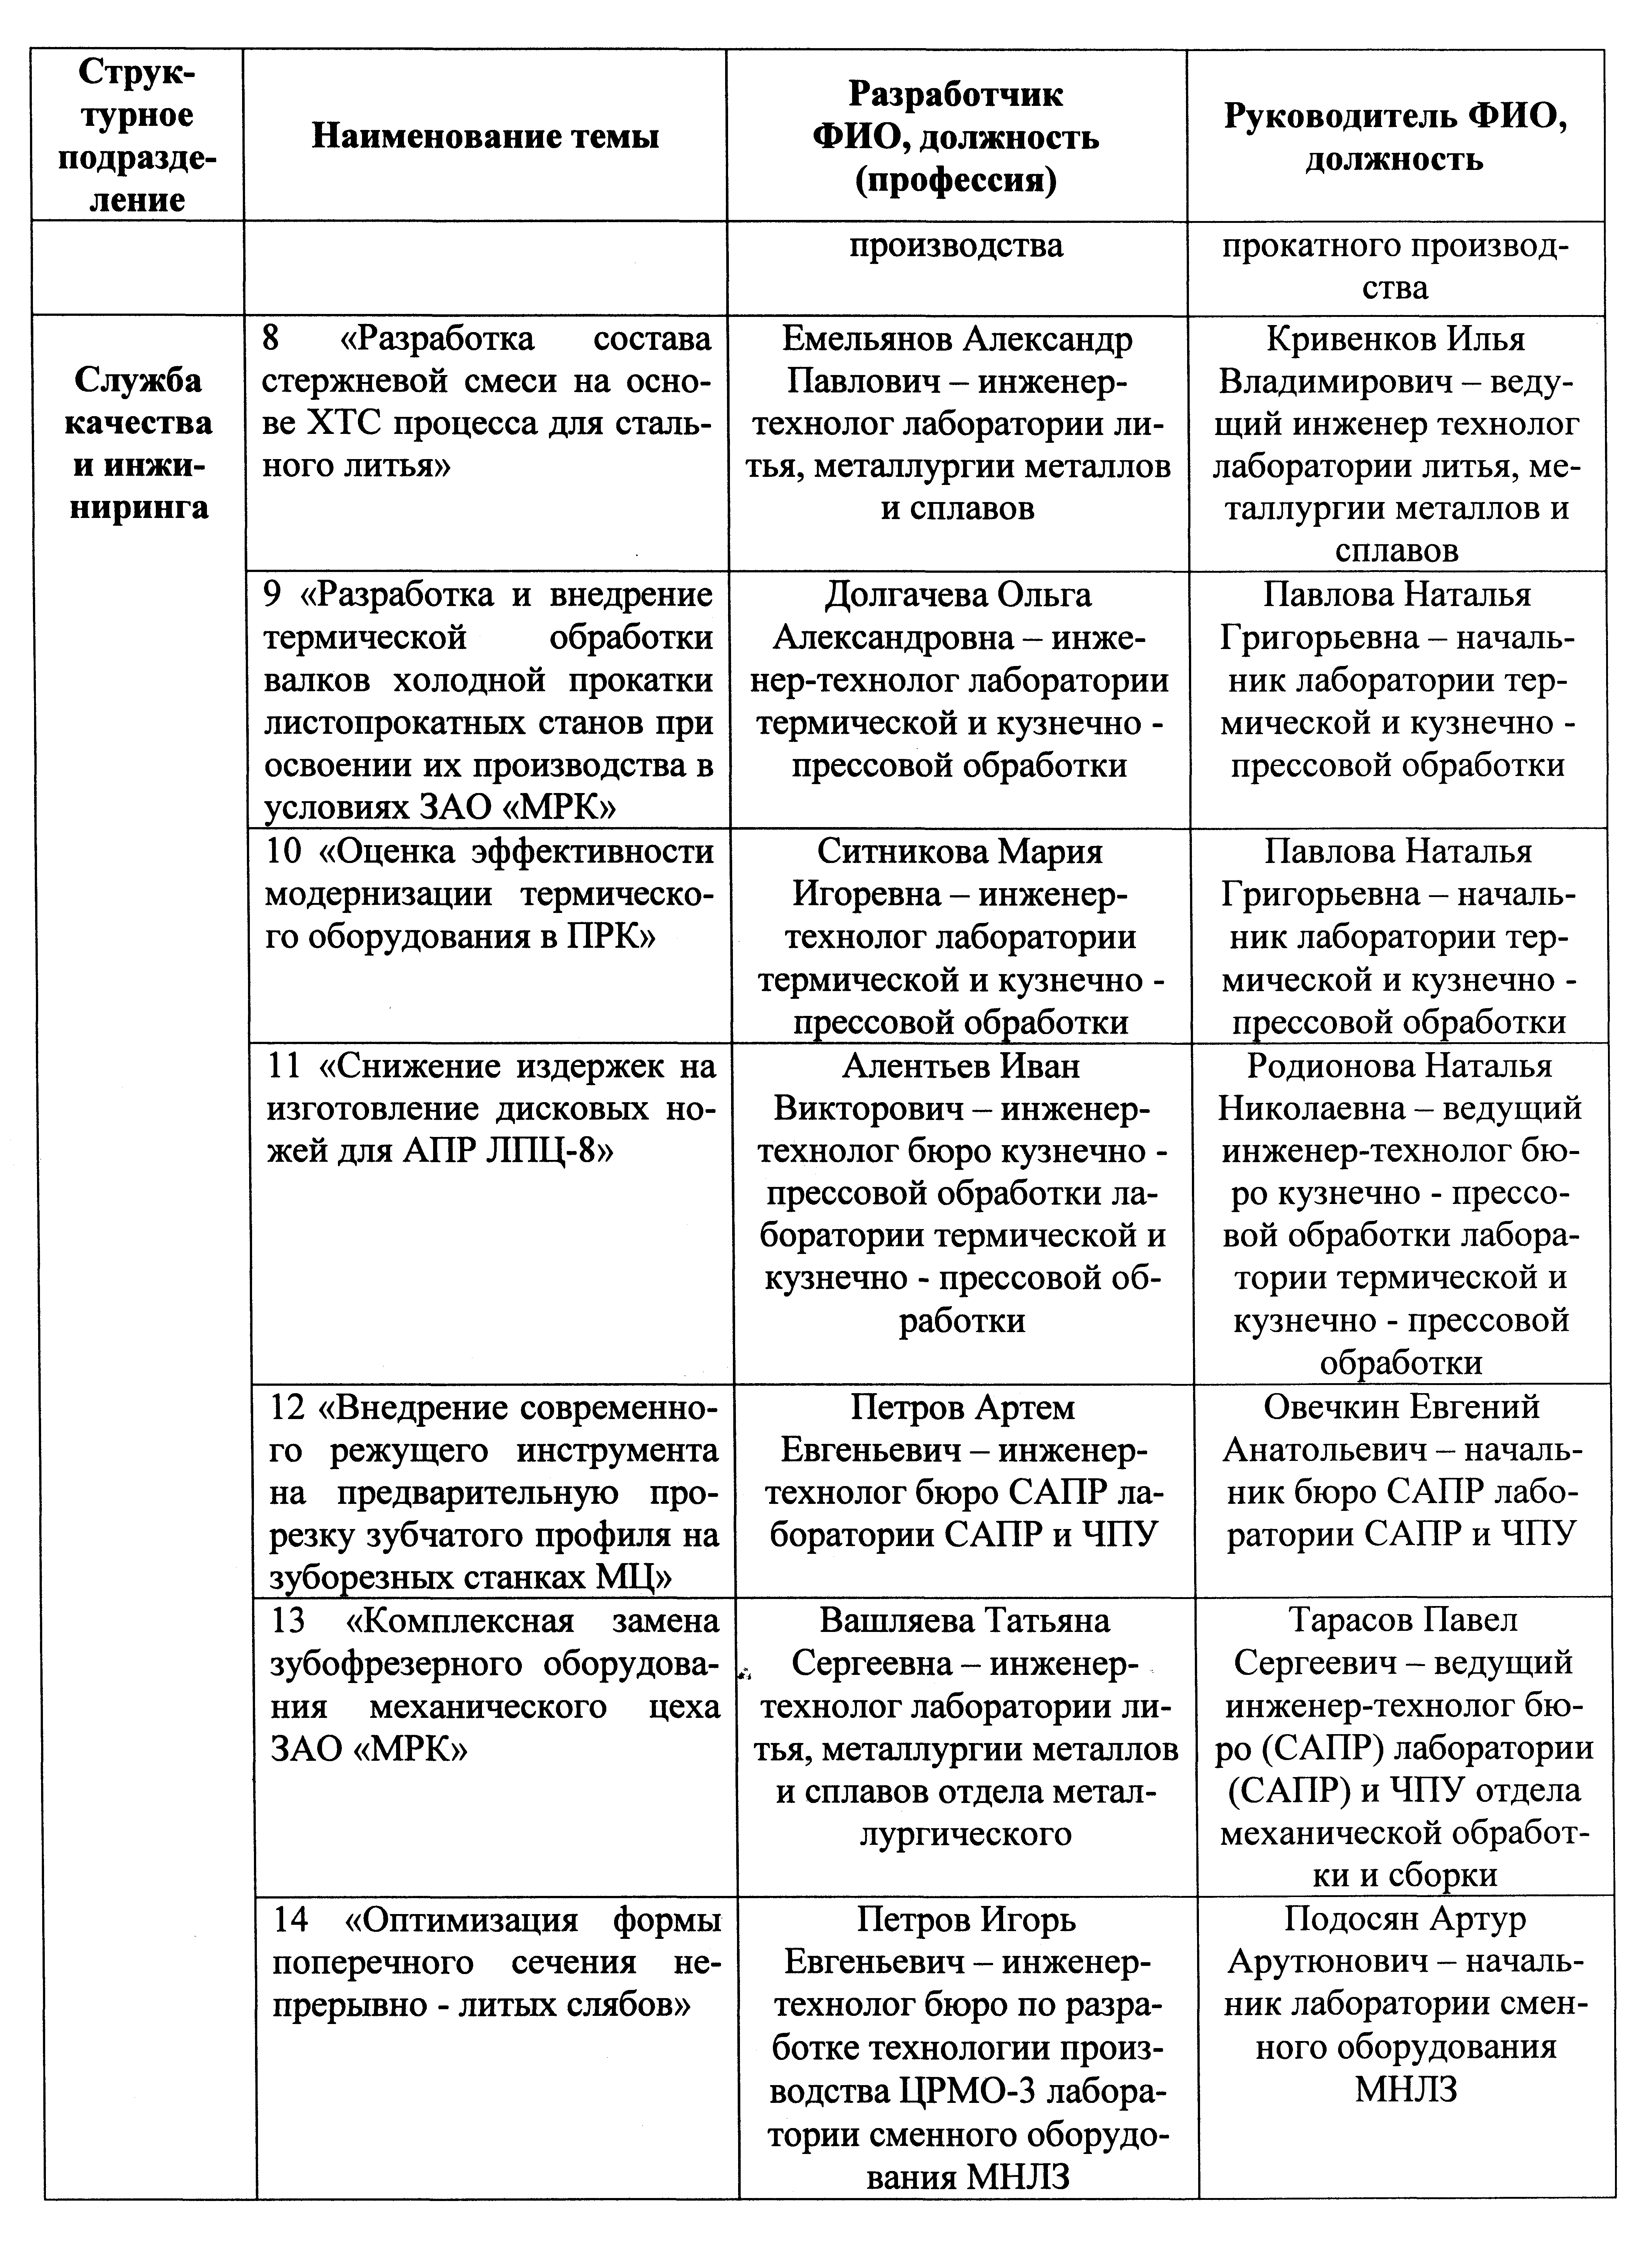 Струк-
турное
подразде-
ление
Наименование темы
Разработчик
ФИО, должность
(профессия)
Руководитель ФИО,
должность
производства
прокатного производ-
ства
Служба
качества
и инжи-
ниринга
8 «Разработка состава
стержневой смеси на осно-
ве ХТС процесса для сталь-
ного литья»
Емельянов Александр
Павлович – инженер-
технолог лаборатории ли-
тья, металлургии металлов
и сплавов
Кривенков Илья
Владимирович – веду-
щий инженер технолог
лаборатории литья, ме-
таллургии металлов и
сплавов
9 «Разработка и внедрение
термической обработки
валков холодной прокатки
листопрокатных станов при
освоении их производства в
условиях ЗАО «МРК»
Долгачева Ольга
Александровна – инже-
нер-технолог лаборатории
термической и кузнечно -
прессовой обработки
Павлова Наталья
Григорьевна – началь-
ник лаборатории тер-
мической и кузнечно -
прессовой обработки
10 «Оценка эффективности
модернизации термическо-
го оборудования в ПРК»
Ситникова Мария
Игоревна – инженер-
технолог лаборатории
термической и кузнечно -
прессовой обработки
Павлова Наталья
Григорьевна – началь-
ник лаборатории тер-
мической и кузнечно -
прессовой обработки
11 «Снижение издержек на
изготовление дисковых но-
жей для АПР ЛПЦ-8»
Алентьев Иван
Викторович – инженер-
технолог бюро кузнечно -
прессовой обработки ла-
боратории термической и
кузнечно - прессовой об-
работки
Родионова Наталья
Николаевна – ведущий
инженер-технолог бю-
ро кузнечно - прессо-
вой обработки лабора-
тории термической и
кузнечно - прессовой
обработки
12 «Внедрение современно-
го режущего инструмента
на предварительную про-
резку зубчатого профиля на
зуборезных станках МЦ»
Петров Артем
Евгеньевич – инженер-
технолог бюро САПР ла-
боратории САПР и ЧПУ
Овечкин Евгений
Анатольевич – началь-
ник бюро САПР лабо-
ратории САПР и ЧПУ
13 «Комплексная замена
зубофрезерного оборудова-
ния механического цеха
ЗАО «МРК»
Вашляева Татьяна
Сергеевна – инженер-
технолог лаборатории ли-
тья, металлургии металлов
и сплавов отдела метал-
лургического
Тарасов Павел
Сергеевич – ведущий
инженер-технолог бю-
ро (САПР) лаборатории
(САПР) и ЧПУ отдела
механической обработ-
ки и сборки
14 «Оптимизация формы
поперечного сечения не-
прерывно - литых слябов»
Петров Игорь
Евгеньевич – инженер-
технолог бюро по разра-
ботке технологии произ-
водства ЦРМО-3 лабора-
тории сменного оборудо-
вания МНЛЗ
Подосян Артур
Арутюнович – началь-
ник лаборатории смен-
ного оборудования
МНЛЗ